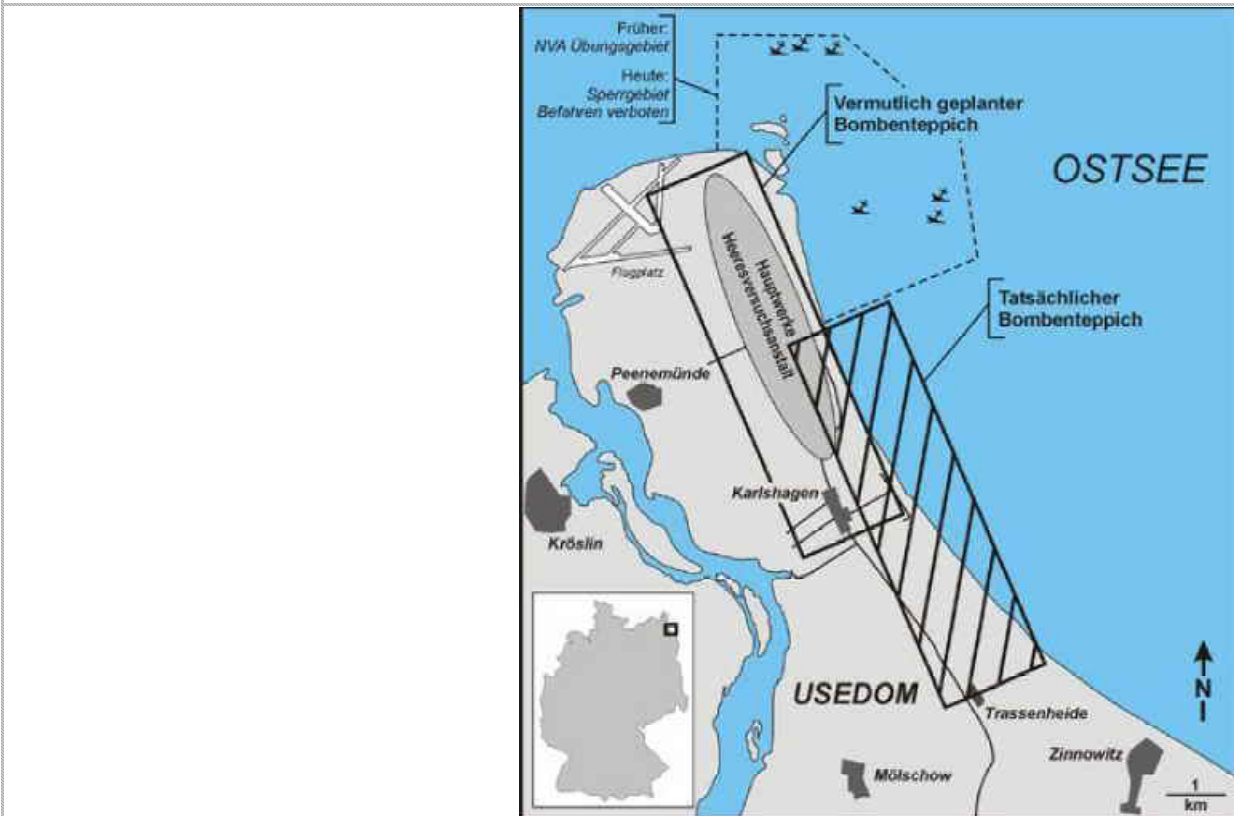 Früher:
NVA Übungsgebiet
Heute:
Sperrgebiet
Befahren verboten
Vermutlich geplanter
Bombenteppich
OSTSEE
Flugplatz
Hauptwerke
Heeresversuchsanstalt
Tatsächlicher
Bombenteppich
Peenemünde
Karlshagen
Kröslin
USEDOM
Trassenheide
Zinnowitz
Mölschow
N
1
km